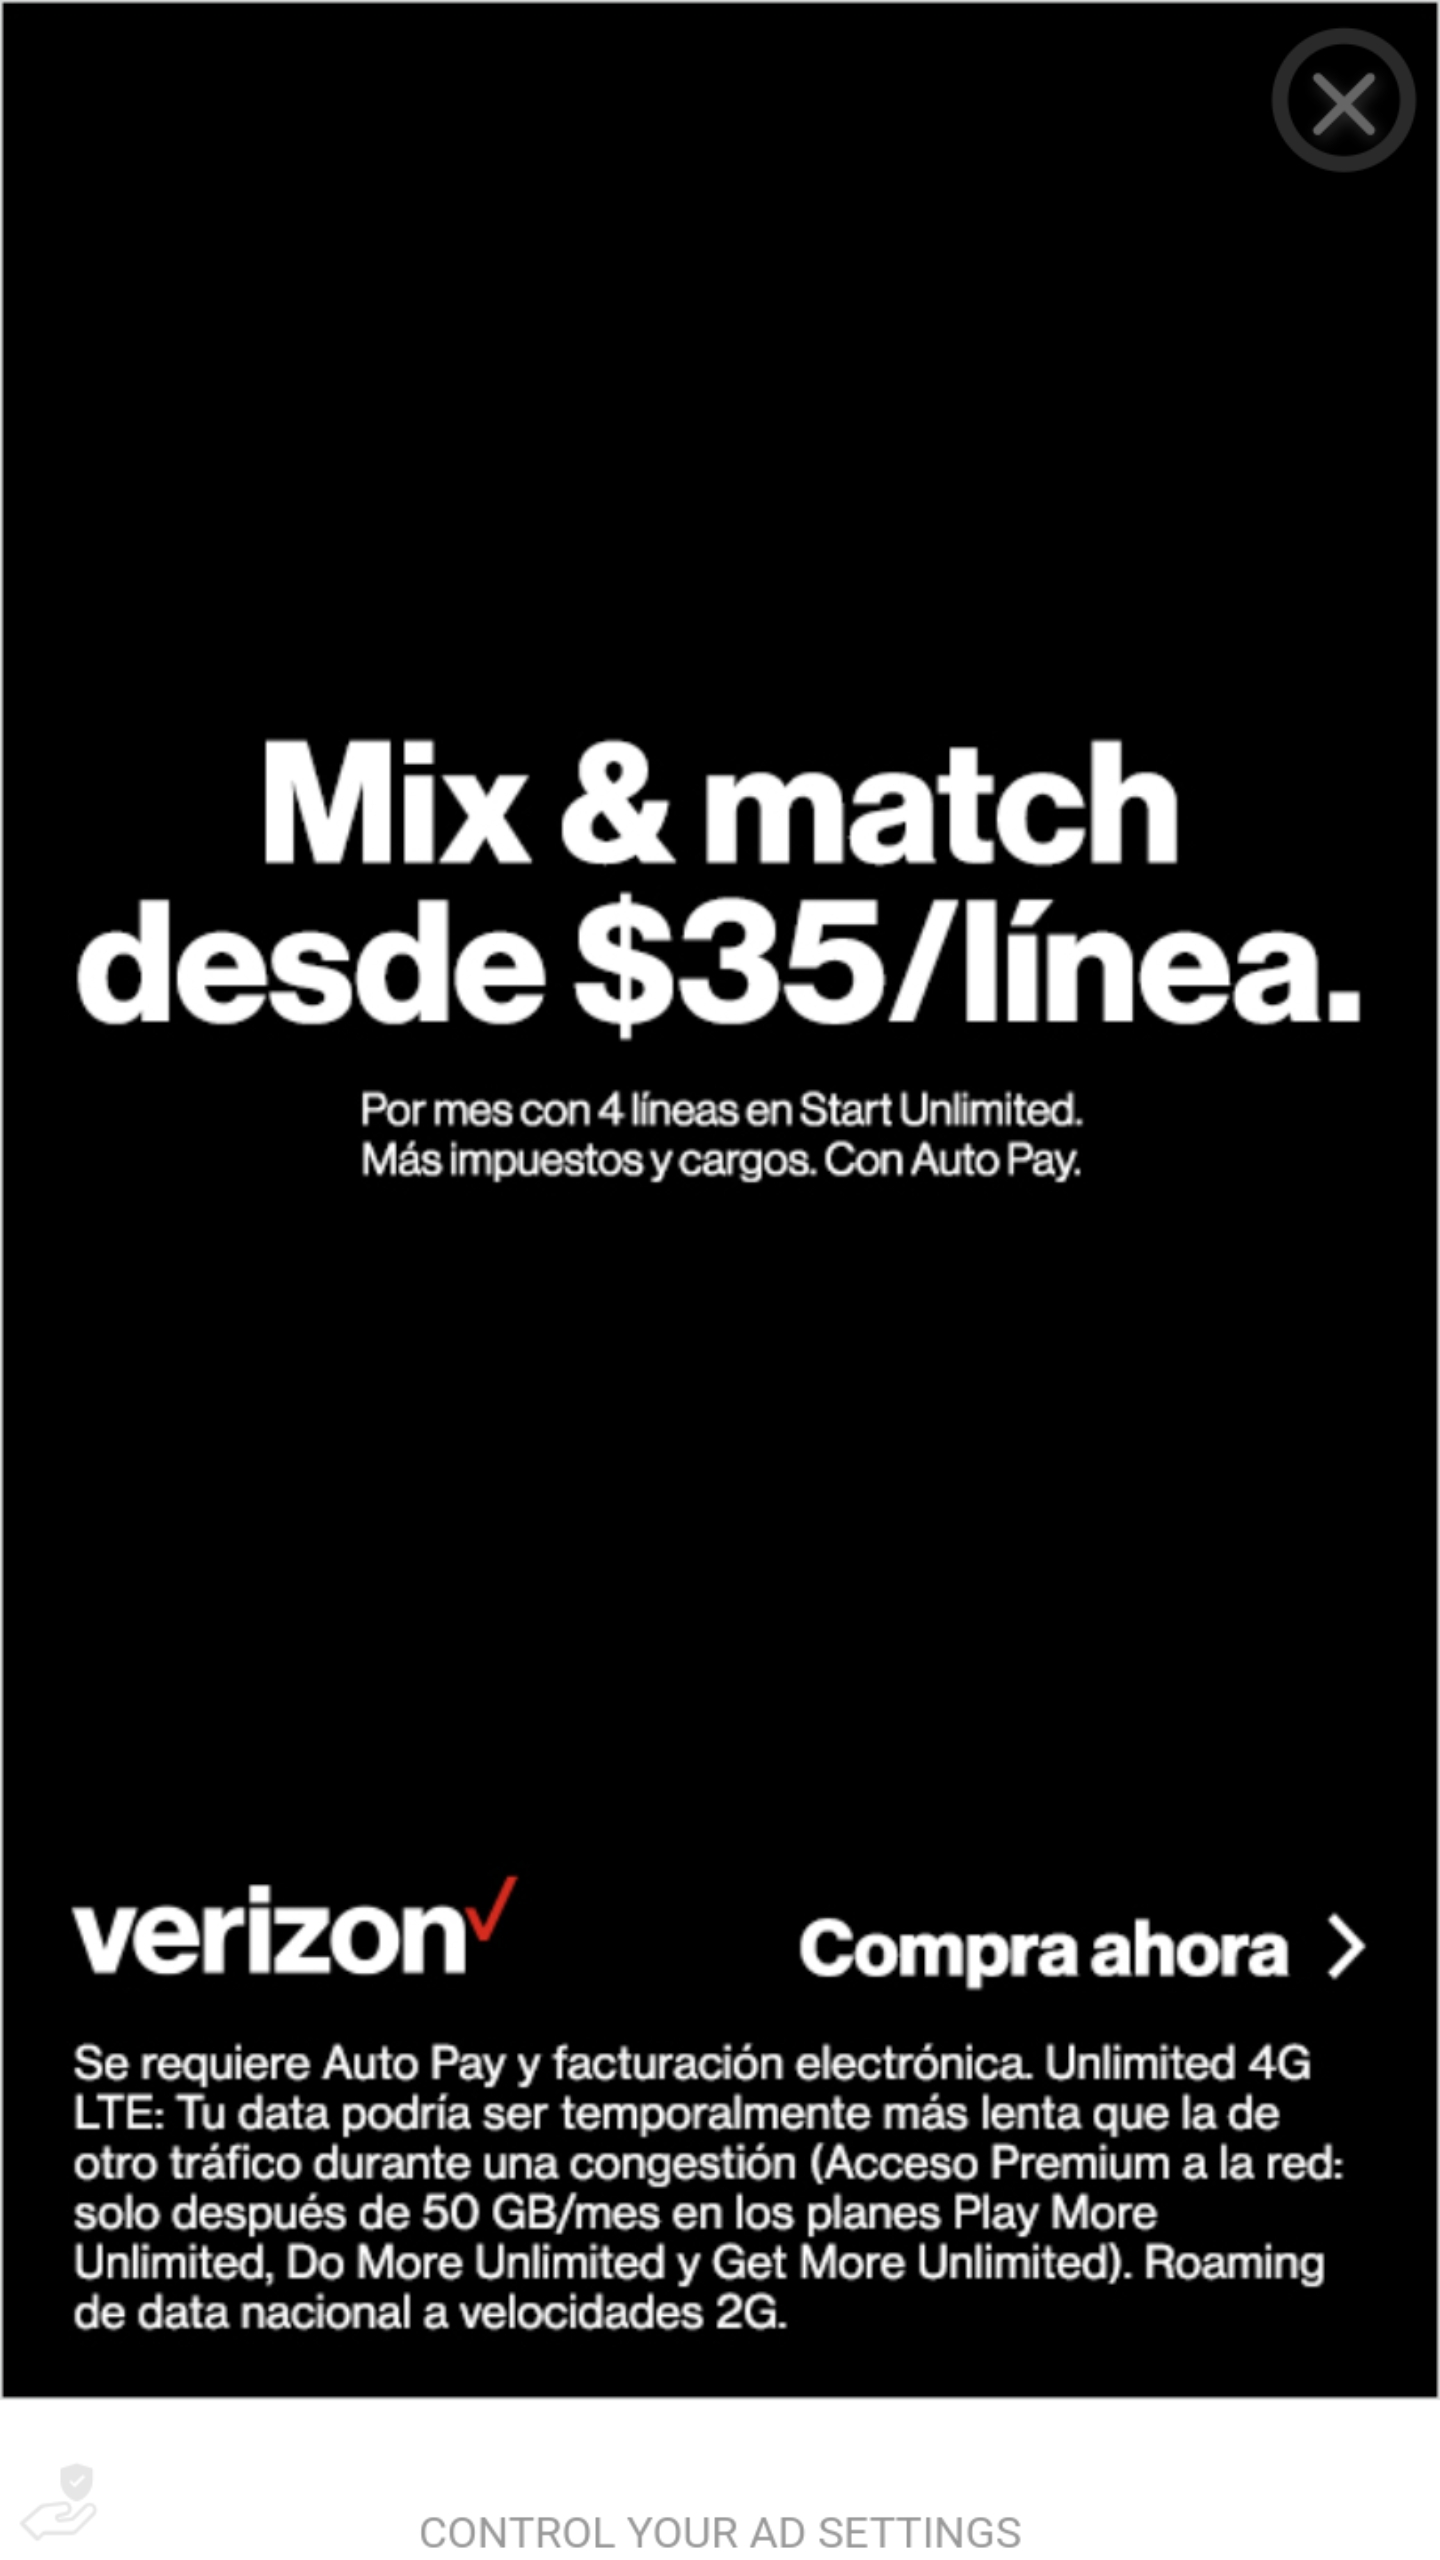 Mix & match
desde $35/línea.
Por mes con 4 líneas en Start Unlimited.
Más impuestos y cargos. Con Auto Pay.
verizon
Compra ahora
Se requiere Auto Pay y facturación electrónica. Unlimited 4G
LTE: Tu data podría ser temporalmente más lenta que la de
otro tráfico durante una congestión (Acceso Premium a la red:
solo después de 50 GB/mes en los planes Play More
Unlimited, Do More Unlimited y Get More Unlimited). Roaming
de data nacional a velocidades 2G.
CONTROL YOUR AD SETTINGS